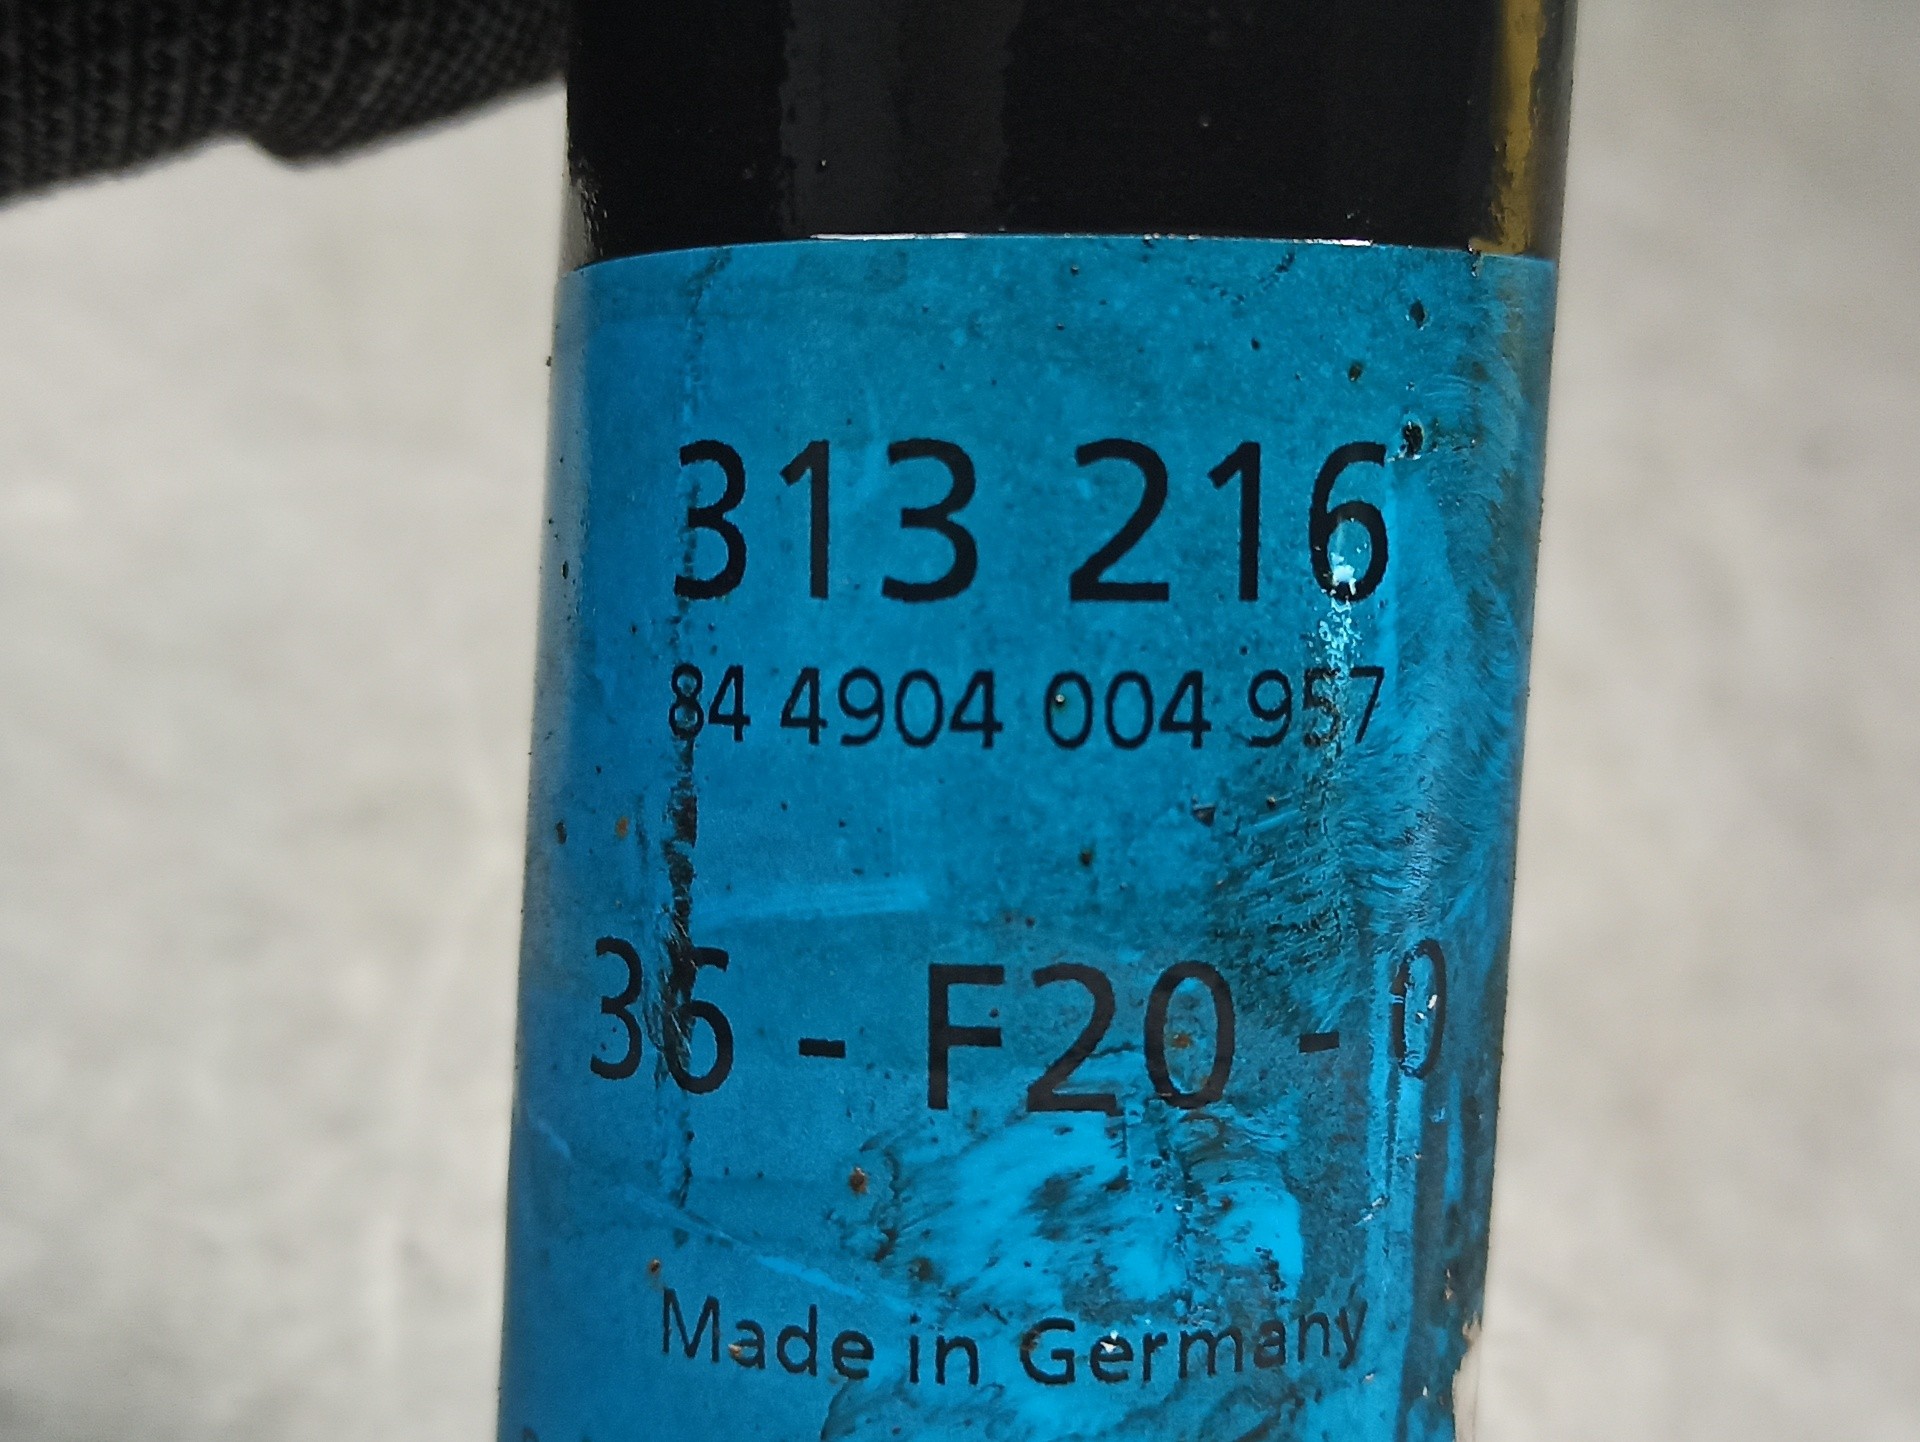 313 216
84 4904 004 957
36 - F20 - 0
Made in Germany